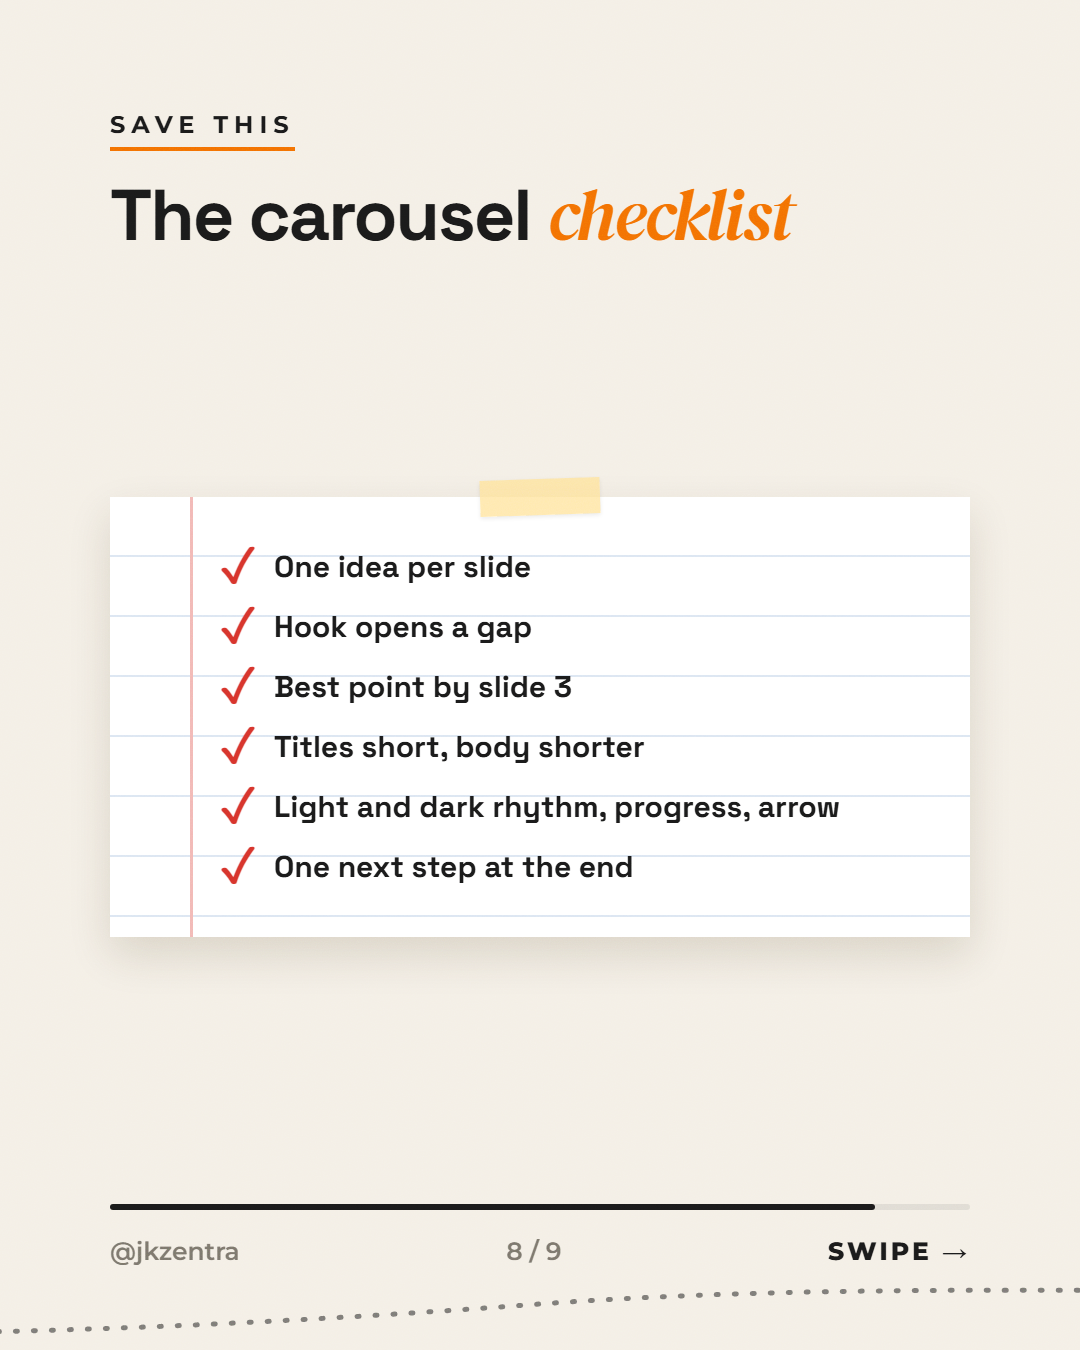 SAVE THIS
The carousel checklist
One idea per slide
Hook opens a gap
Best point by slide 3
Titles short, body shorter
Light and dark rhythm, progress, arrow
One next step at the end
@jkzentra
8 / 9
SWIPE →